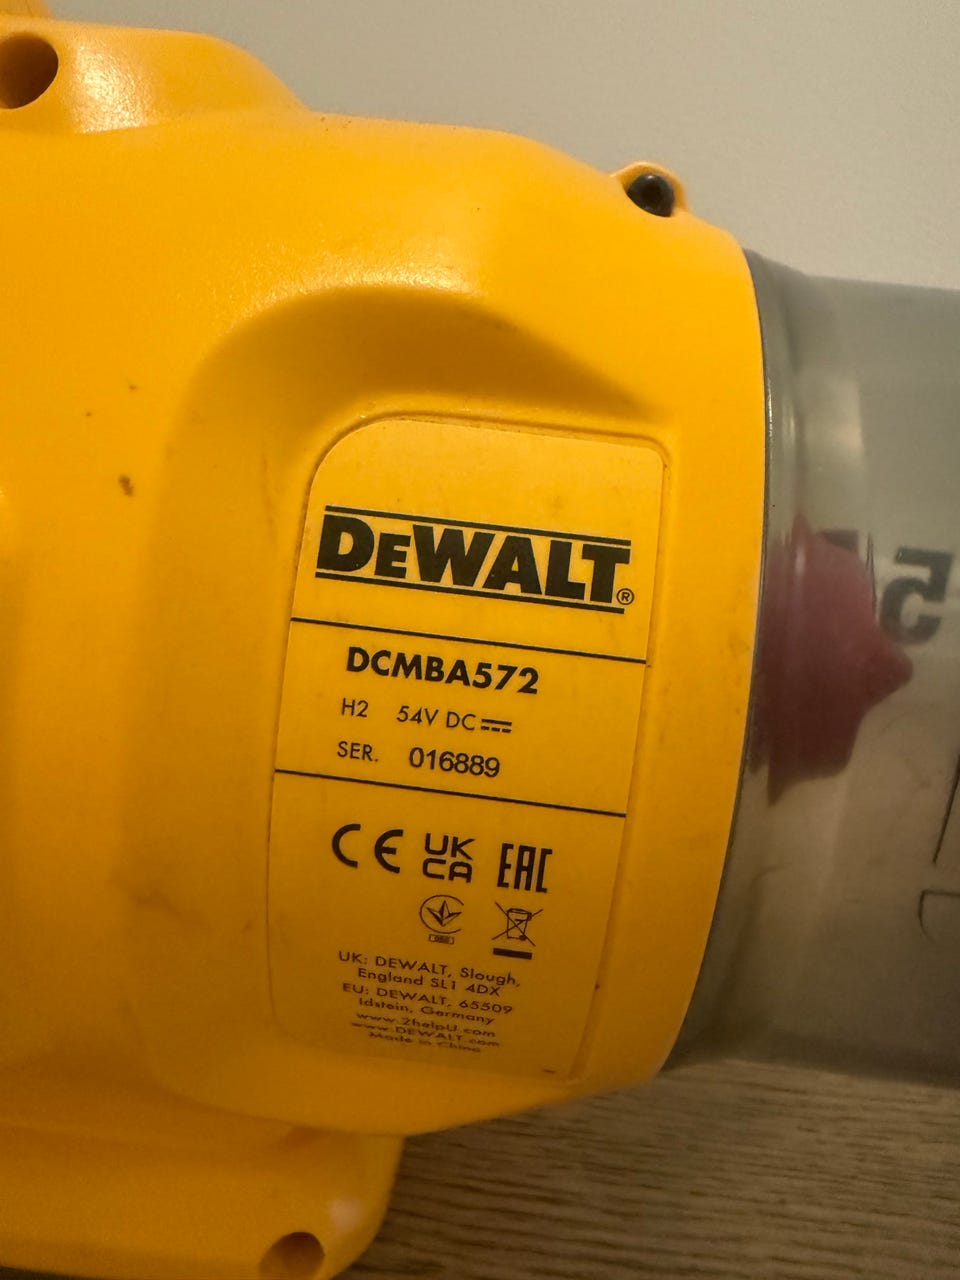 DEWALT®
DCMBA572
H2 54V DC
SER. 016889
CE UK CA EAC
UK: DEWALT, Slough,
England SL1 4DX
EU: DEWALT, 65509
Idstein, Germany
www.2helpU.com
www.DEWALT.com
Made in China
5